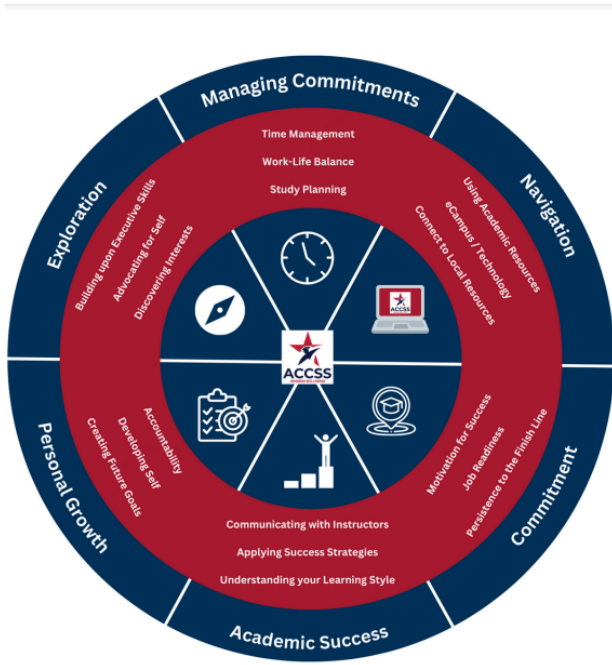 Managing Commitments
Time Management
Work-Life Balance
Study Planning
Navigation
Using Academic Resources
eCampus / Technology
Connect to Local Resources
ACCSS
Commitment
Motivation for Success
Job Readiness
Persistence to the Finish Line
Academic Success
Communicating with Instructors
Applying Success Strategies
Understanding your Learning Style
Personal Growth
Accountability
Developing Self
Creating Future Goals
Exploration
Building upon Executive Skills
Advocating for Self
Discovering Interests
ACCSS